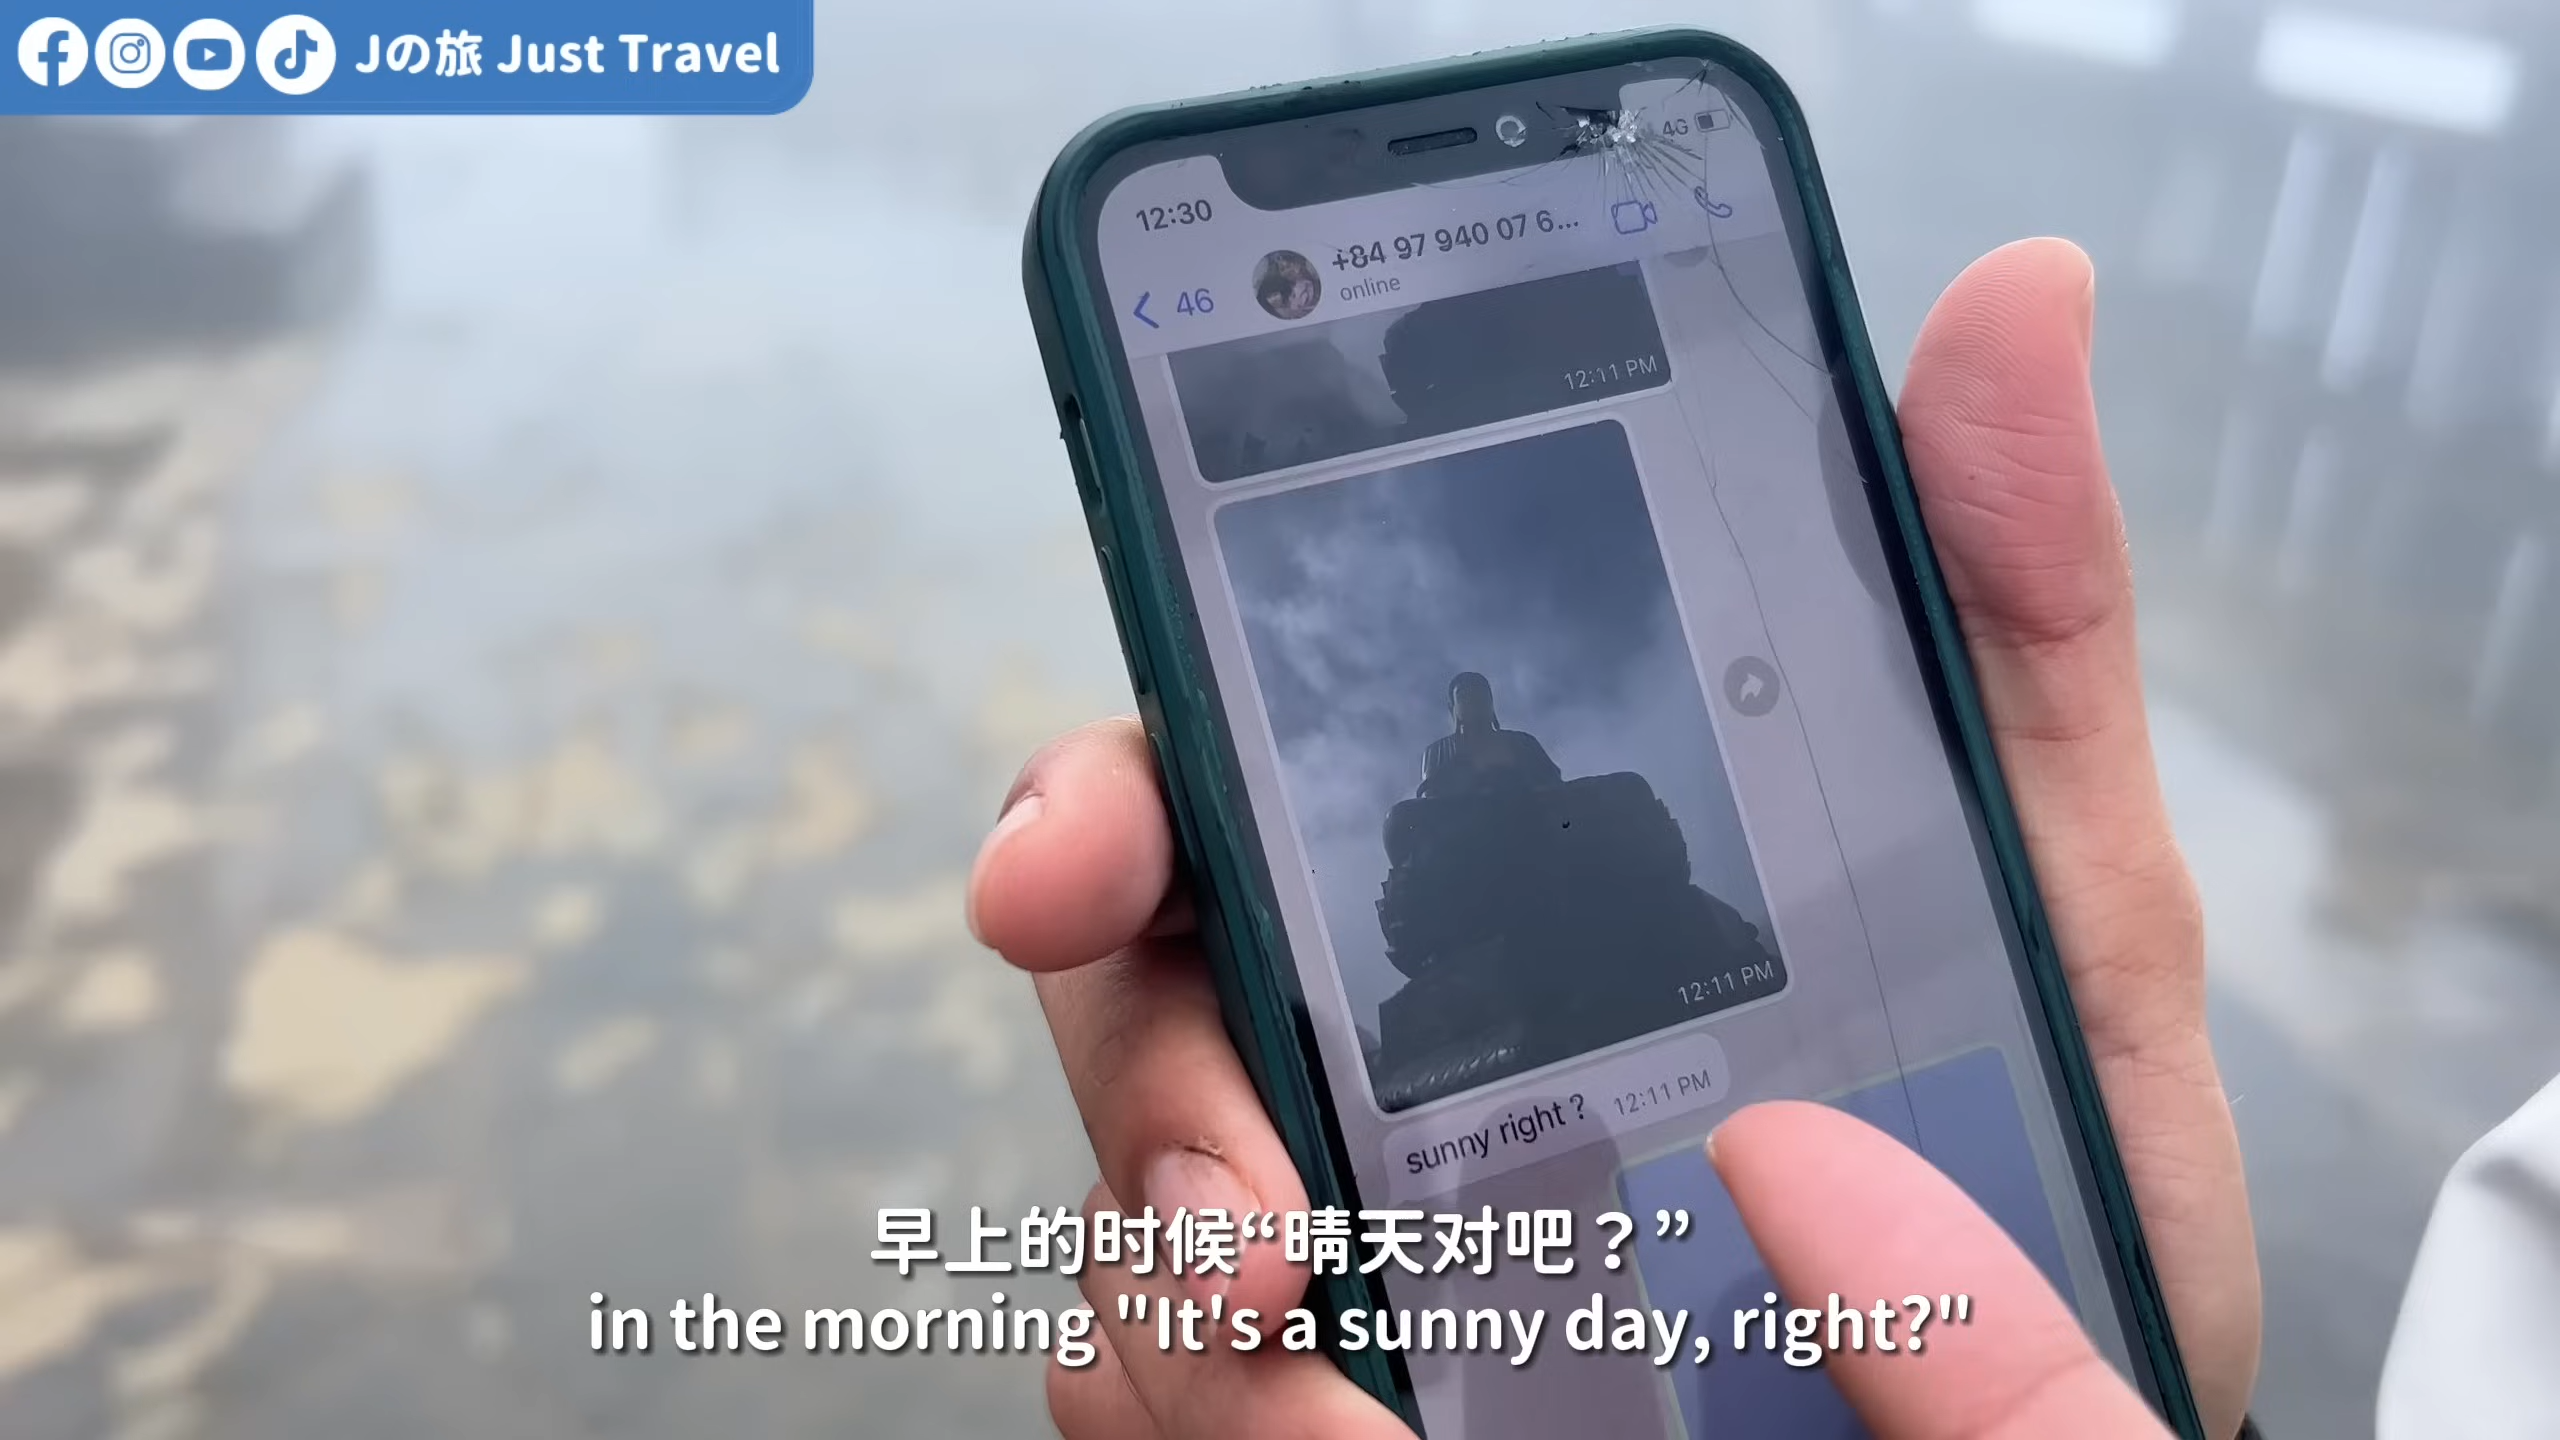 Jの旅 Just Travel
12:30
4G
46
+84 97 940 07 6...
online
12:11 PM
12:11 PM
sunny right ? 12:11 PM
早上的时候“晴天对吧？”
in the morning "It's a sunny day, right?"